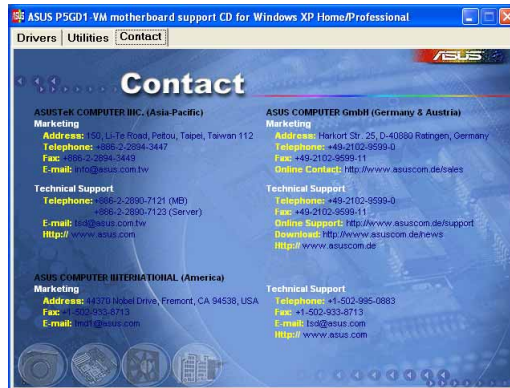 ASUS P5GD1-VM motherboard support CD for Windows XP Home/Professional
Drivers Utilities Contact
ASUS
Contact
ASUSTeK COMPUTER INC. (Asia-Pacific)
Marketing
Address: 150, Li-Te Road, Peitou, Taipei, Taiwan 112
Telephone: +886-2-2894-3447
Fax: +886-2-2894-3449
E-mail: info@asus.com.tw
Technical Support
Telephone: +886-2-2890-7121 (MB)
+886-2-2890-7123 (Server)
E-mail: tsd@asus.com.tw
Http:// www.asus.com
ASUS COMPUTER GmbH (Germany & Austria)
Marketing
Address: Harkort Str. 25, D-40880 Ratingen, Germany
Telephone: +49-2102-9599-0
Fax: +49-2102-9599-11
Online Contact: http://www.asuscom.de/sales
Technical Support
Telephone: +49-2102-9599-0
Fax: +49-2102-9599-11
Online Support: http://www.asuscom.de/support
Download: http://www.asuscom.de/news
Http:// www.asuscom.de
ASUS COMPUTER INTERNATIONAL (America)
Marketing
Address: 44370 Nobel Drive, Fremont, CA 94538, USA
Fax: +1-502-933-8713
E-mail: tmd1@asus.com
Technical Support
Telephone: +1-502-995-0883
Fax: +1-502-933-8713
E-mail: tsd@asus.com
Http:// www.asus.com